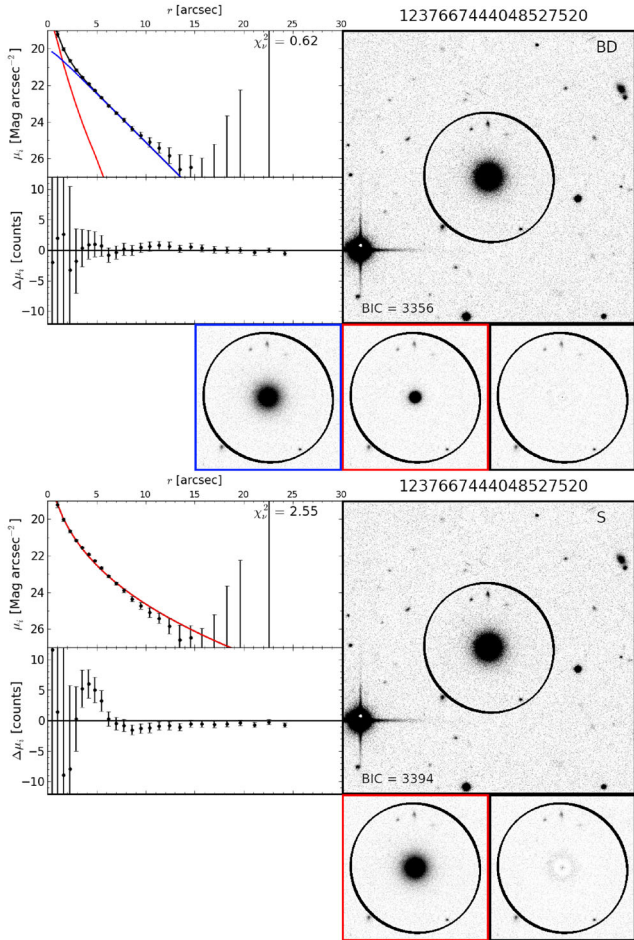 r [arcsec]
1237667444048527520
0 5 10 15 20 25 30
χ²ν = 0.62
BD
20
22
24
26
μi [Mag arcsec⁻²]
10
5
0
−5
−10
Δμi [counts]
BIC = 3356
r [arcsec]
1237667444048527520
0 5 10 15 20 25 30
χ²ν = 2.55
S
20
22
24
26
μi [Mag arcsec⁻²]
10
5
0
−5
−10
Δμi [counts]
BIC = 3394